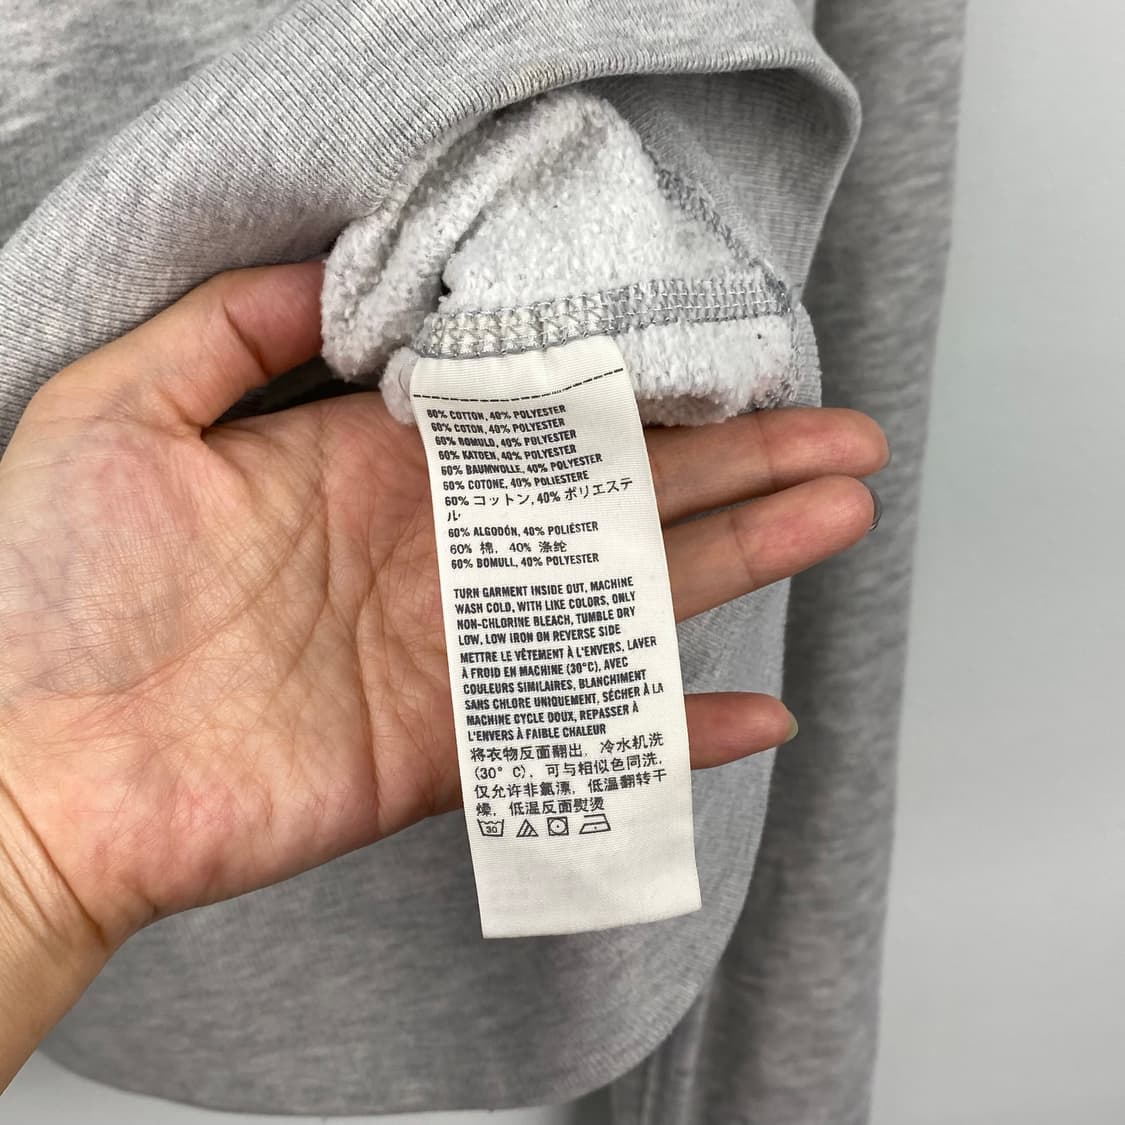 60% COTTON, 40% POLYESTER
60% COTON, 40% POLYESTER
60% BOMULD, 40% POLYESTER
60% KATOEN, 40% POLYESTER
60% BAUMWOLLE, 40% POLYESTER
60% COTONE, 40% POLIESTERE
60% コットン, 40% ポリエステ
ル
60% ALGODÓN, 40% POLIÉSTER
60% 棉, 40% 涤纶
60% BOMULL, 40% POLYESTER
TURN GARMENT INSIDE OUT, MACHINE
WASH COLD, WITH LIKE COLORS, ONLY
NON-CHLORINE BLEACH, TUMBLE DRY
LOW, LOW IRON ON REVERSE SIDE
METTRE LE VÊTEMENT À L'ENVERS, LAVER
À FROID EN MACHINE (30°C), AVEC
COULEURS SIMILAIRES, BLANCHIMENT
SANS CHLORE UNIQUEMENT, SÉCHER À LA
MACHINE CYCLE DOUX, REPASSER À
L'ENVERS À FAIBLE CHALEUR
将衣物反面翻出, 冷水机洗
(30° C), 可与相似色同洗,
仅允许非氯漂, 低温翻转干
燥, 低温反面熨烫
30